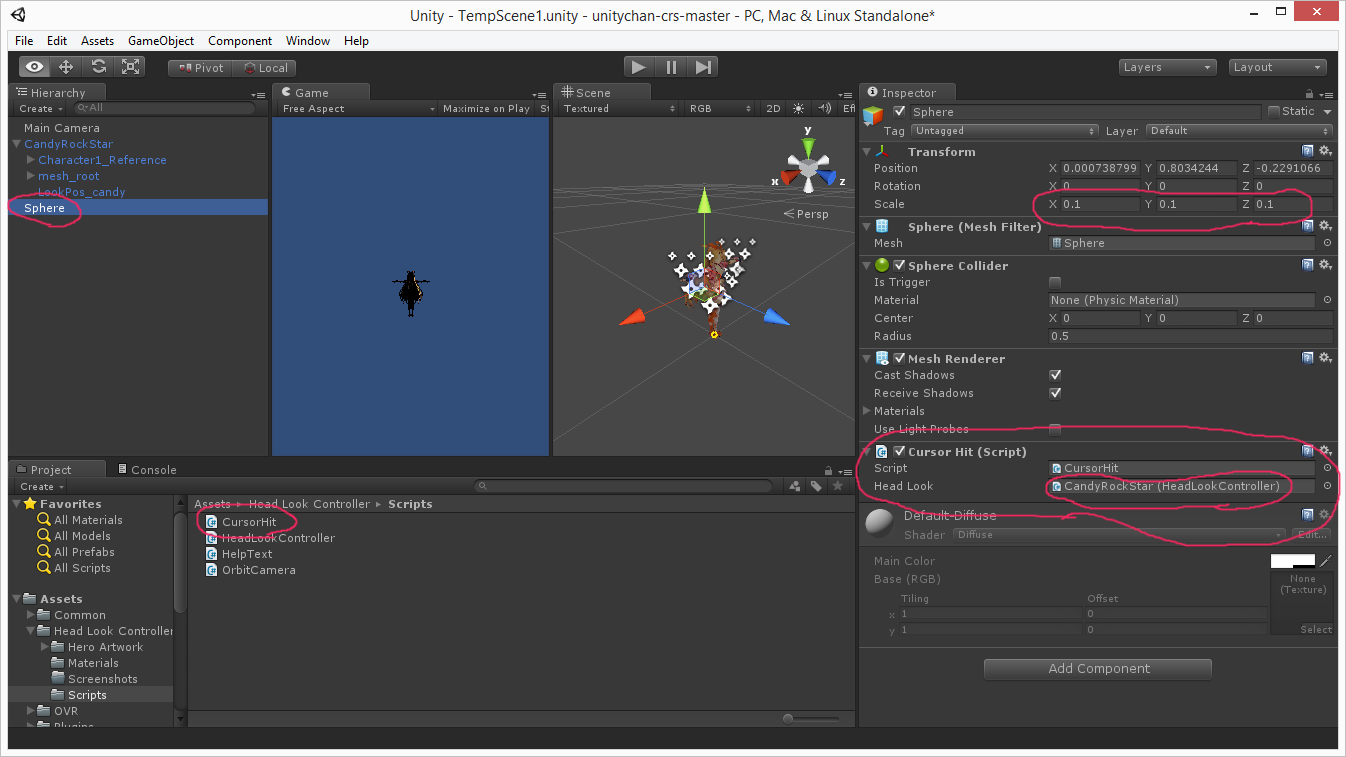 Unity - TempScene1.unity - unitychan-crs-master - PC, Mac & Linux Standalone*
File Edit Assets GameObject Component Window Help
Pivot Local Layers Layout
Hierarchy
Create All
Main Camera
CandyRockStar
Character1_Reference
mesh_root
LookPos_candy
Sphere
Game
Free Aspect Maximize on Play St
Scene
Textured RGB 2D Ef
y
x z
Persp
Inspector
Sphere Static
Tag Untagged Layer Default
Transform
Position X 0.000738799 Y 0.8034244 Z -0.2291066
Rotation X 0 Y 0 Z 0
Scale X 0.1 Y 0.1 Z 0.1
Sphere (Mesh Filter)
Mesh Sphere
Sphere Collider
Is Trigger
Material None (Physic Material)
Center X 0 Y 0 Z 0
Radius 0.5
Mesh Renderer
Cast Shadows
Receive Shadows
Materials
Use Light Probes
Cursor Hit (Script)
Script CursorHit
Head Look CandyRockStar (HeadLookController)
Default-Diffuse
Shader Diffuse Edit...
Main Color
Base (RGB)
None
(Texture)
Tiling Offset
x 1 0
y 1 0
Select
Add Component
Project Console
Create
Favorites
All Materials
All Models
All Prefabs
All Scripts
Assets
Common
Head Look Controller
Hero Artwork
Materials
Screenshots
Scripts
OVR
Plugins
Assets Head Look Controller Scripts
CursorHit
HeadLookController
HelpText
OrbitCamera